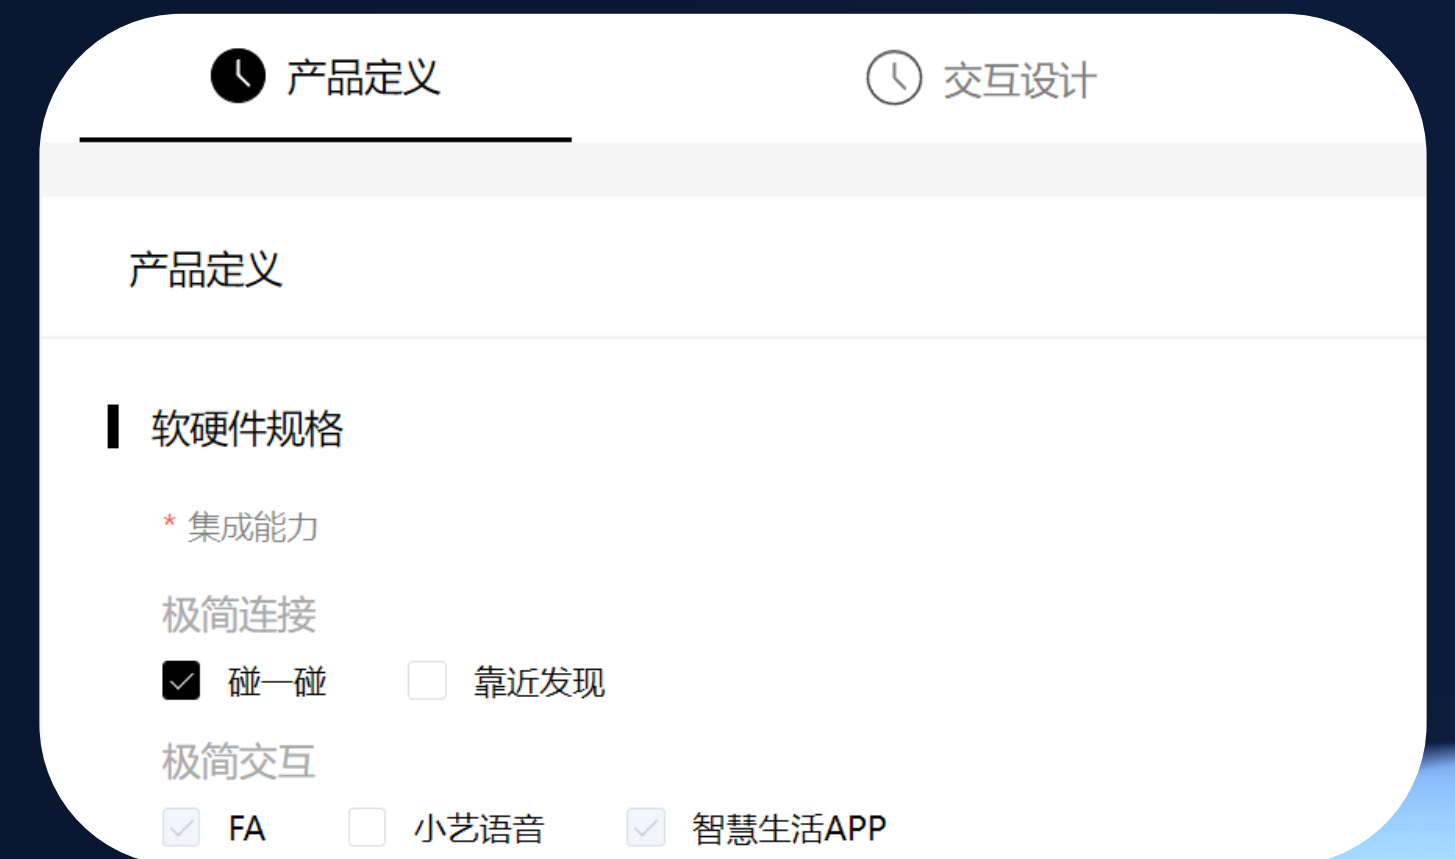 产品定义 交互设计
产品定义
软硬件规格
* 集成能力
极简连接
碰一碰 靠近发现
极简交互
FA 小艺语音 智慧生活APP